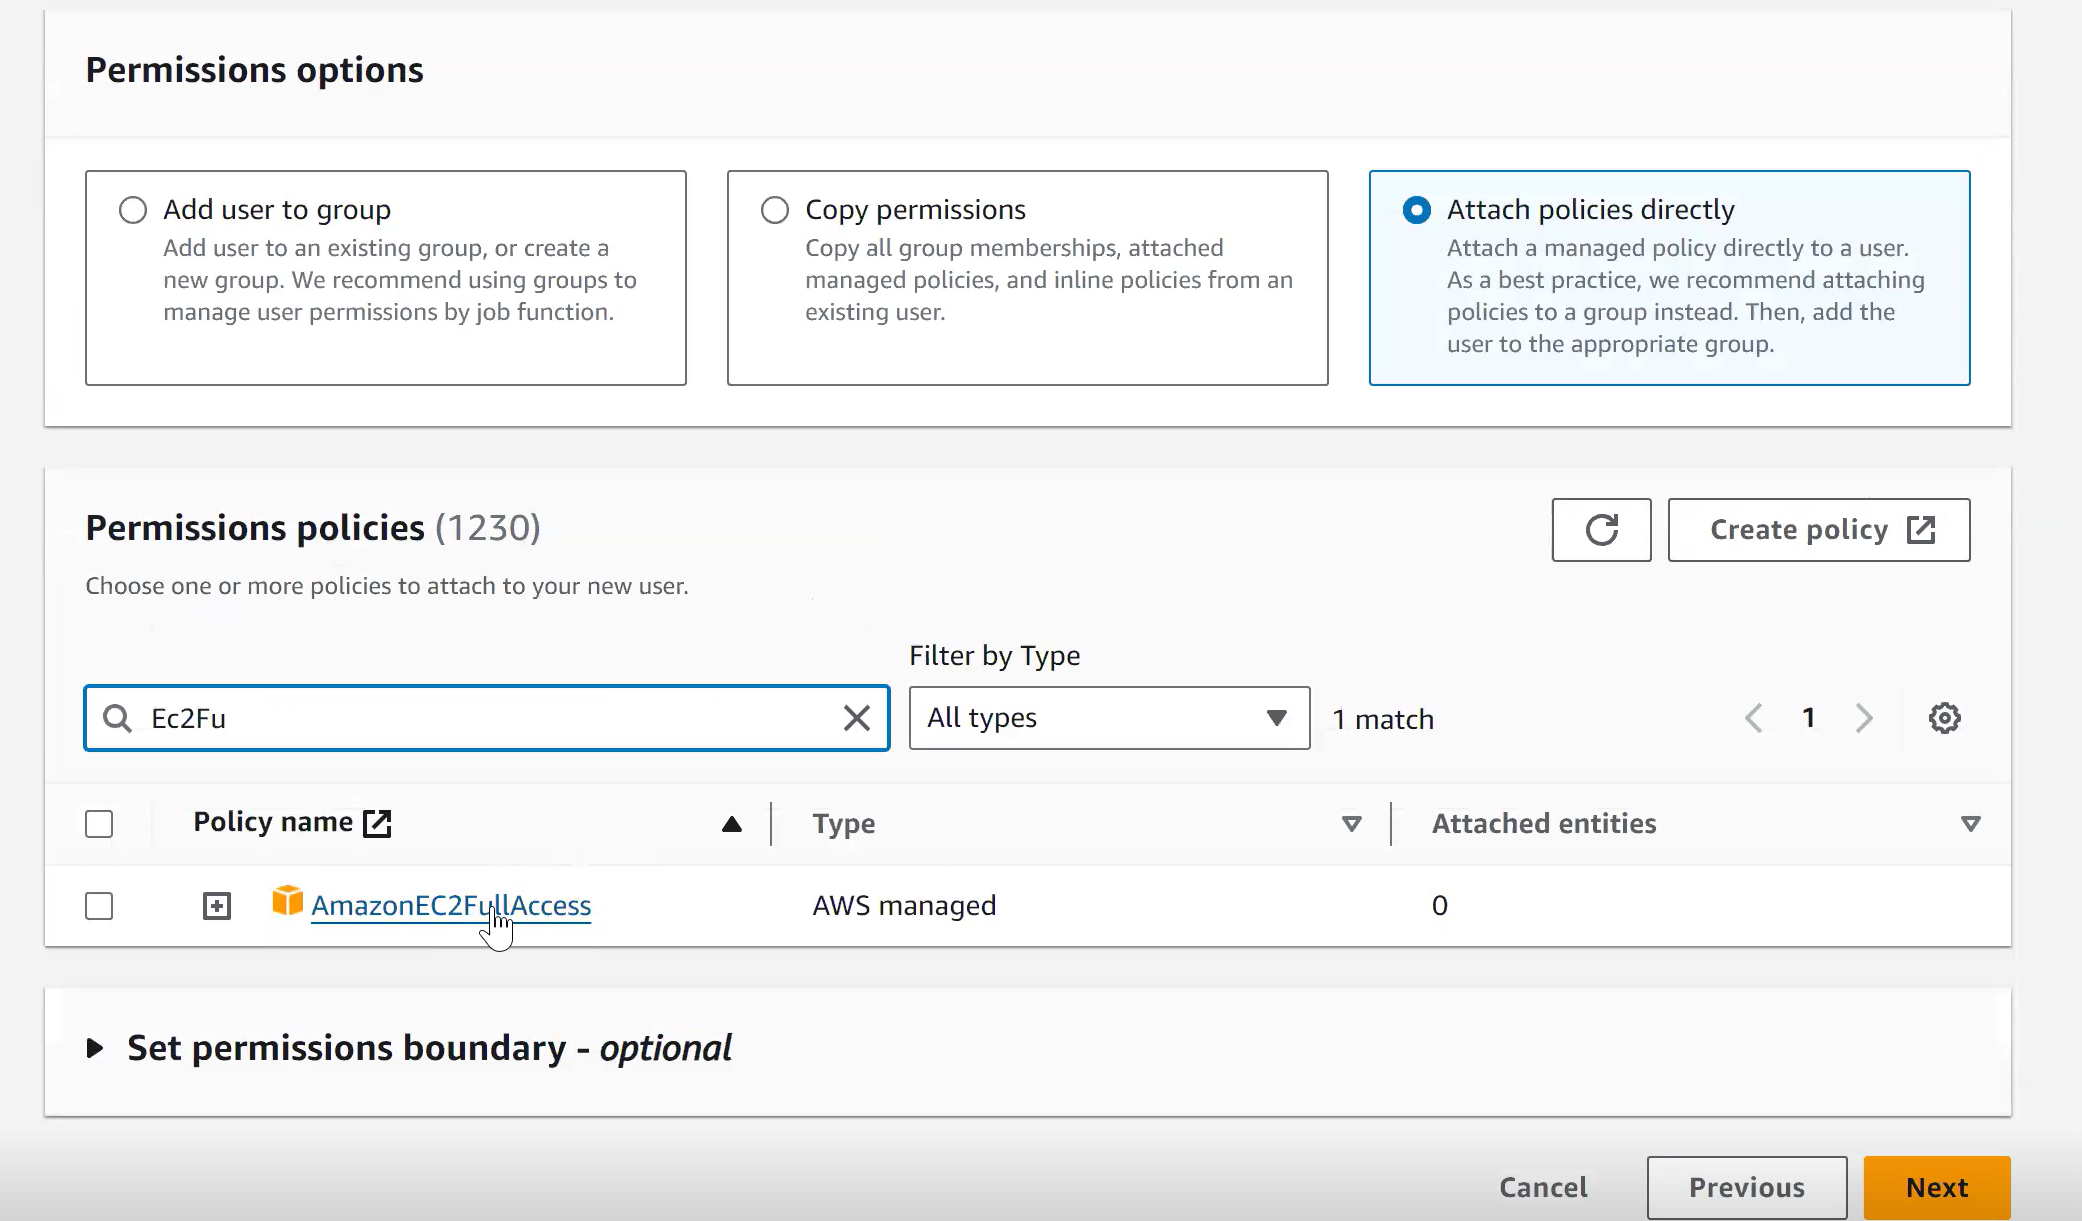 Permissions options
Add user to group
Add user to an existing group, or create a
new group. We recommend using groups to
manage user permissions by job function.
Copy permissions
Copy all group memberships, attached
managed policies, and inline policies from an
existing user.
Attach policies directly
Attach a managed policy directly to a user.
As a best practice, we recommend attaching
policies to a group instead. Then, add the
user to the appropriate group.
Permissions policies (1230)
Create policy
Choose one or more policies to attach to your new user.
Filter by Type
Ec2Fu
All types
1 match
1
Policy name
Type
Attached entities
AmazonEC2FullAccess
AWS managed
0
Set permissions boundary - optional
Cancel
Previous
Next